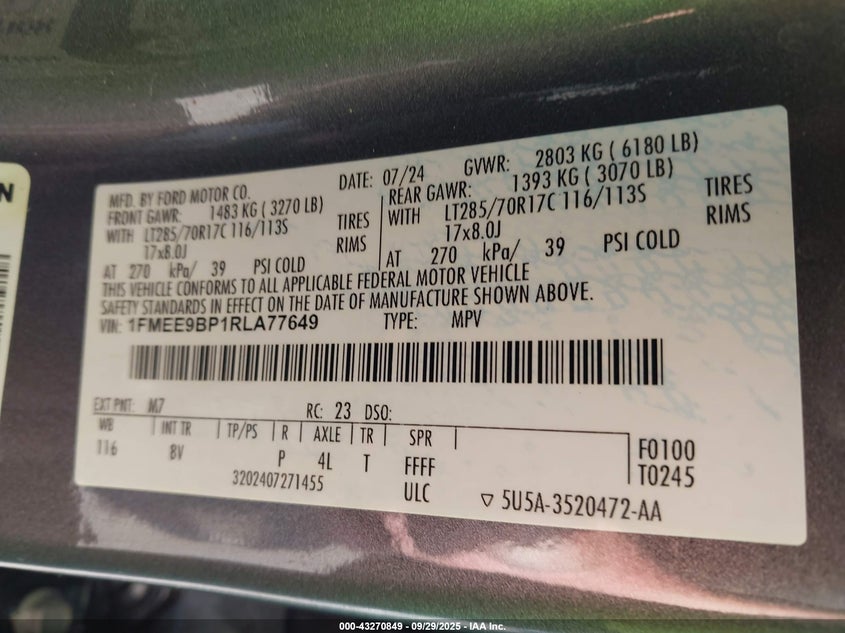 N
MFD. BY FORD MOTOR CO.
DATE: 07/24
GVWR: 2803 KG ( 6180 LB)
FRONT GAWR: 1483 KG ( 3270 LB)
WITH LT285/70R17C 116/113S TIRES
17x8.0J RIMS
AT 270 kPa/ 39 PSI COLD
REAR GAWR: 1393 KG ( 3070 LB)
WITH LT285/70R17C 116/113S TIRES
17x8.0J RIMS
AT 270 kPa/ 39 PSI COLD
THIS VEHICLE CONFORMS TO ALL APPLICABLE FEDERAL MOTOR VEHICLE
SAFETY STANDARDS IN EFFECT ON THE DATE OF MANUFACTURE SHOWN ABOVE.
VIN: 1FMEE9BP1RLA77649 TYPE: MPV
EXT PNT: M7 RC: 23 DSO:
WB INT TR TP/PS R AXLE TR SPR
116 8V P 4L T FFFF
3202407271455 ULC
F0100
T0245
5U5A-3520472-AA
000-43270849 - 09/29/2025 - IAA Inc.